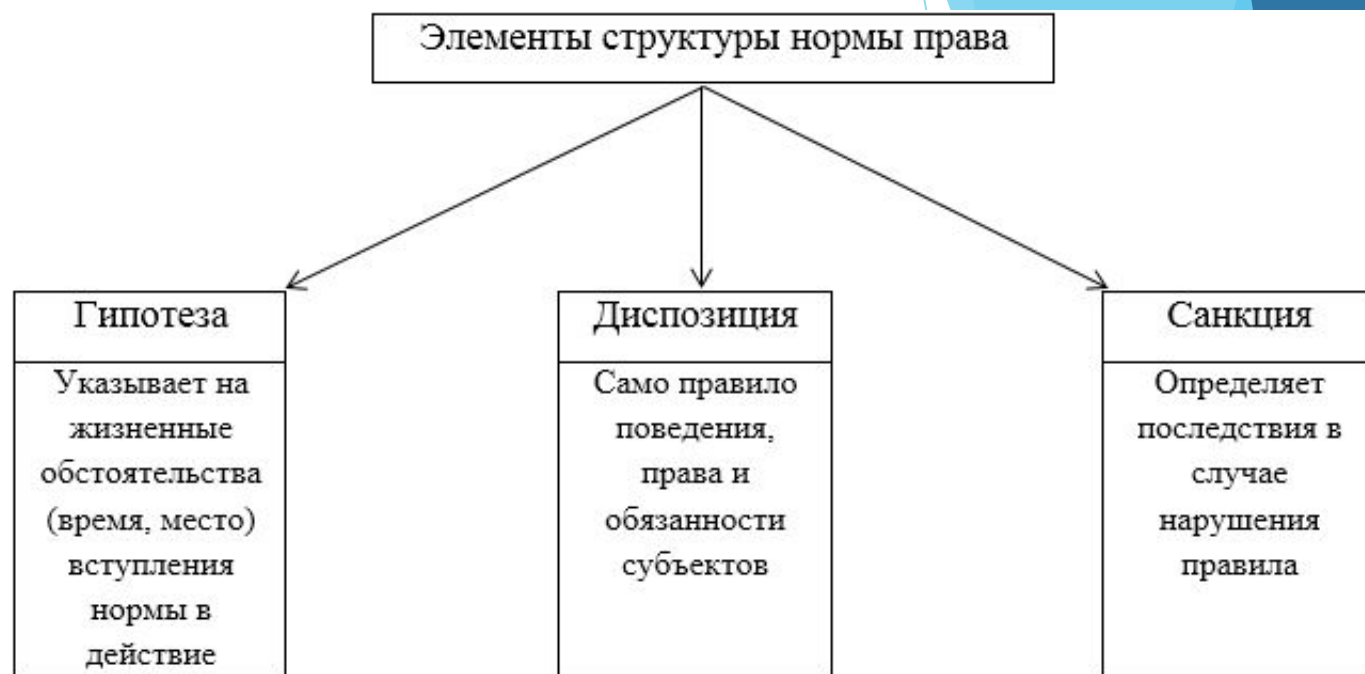 Элементы структуры нормы права
Гипотеза
Указывает на
жизненные
обстоятельства
(время, место)
вступления
нормы в
действие
Диспозиция
Само правило
поведения,
права и
обязанности
субъектов
Санкция
Определяет
последствия в
случае
нарушения
правила